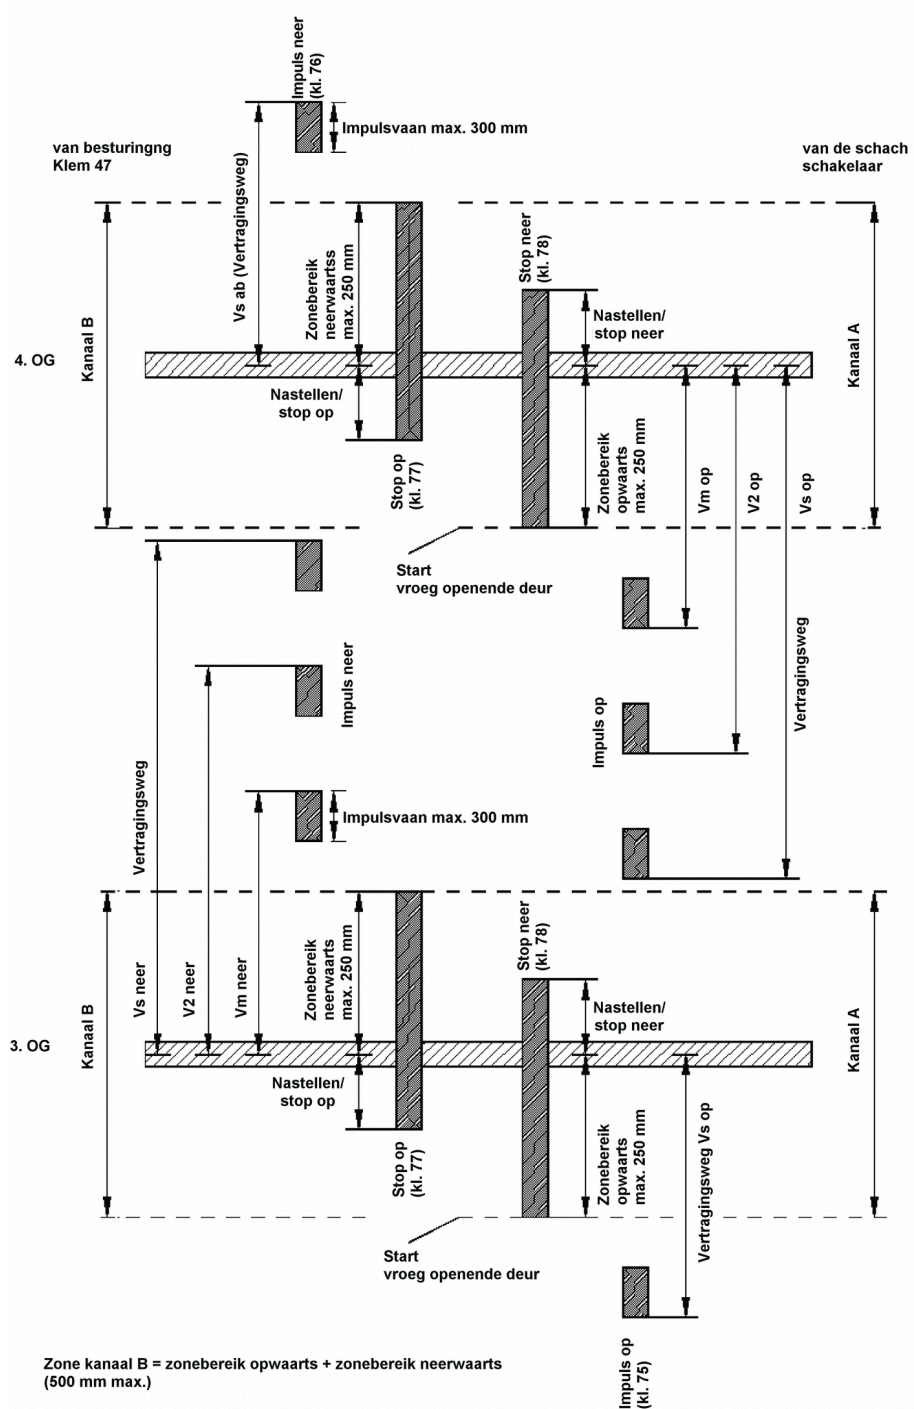 Impuls neer
(kl. 76)
Impulsvaan max. 300 mm
van besturingng
Klem 47
van de schach
schakelaar
Vs ab (Vertragingsweg)
Zonebereik
neerwaartss
max. 250 mm
Stop neer
(kl. 78)
Kanaal B
Nastellen/
stop neer
Kanaal A
4. OG
Nastellen/
stop op
Stop op
(kl. 77)
Zonebereik
opwaarts
max. 250 mm
Vm op
V2 op
Vs op
Start
vroeg openende deur
Impuls neer
Impuls op
Vertragingsweg
Vertragingsweg
Impulsvaan max. 300 mm
Vs neer
V2 neer
Vm neer
Zonebereik
neerwaarts
max. 250 mm
Stop neer
(kl. 78)
Kanaal B
Nastellen/
stop neer
Kanaal A
3. OG
Nastellen/
stop op
Stop op
(kl. 77)
Zonebereik
opwaarts
max. 250 mm
Vertragingsweg Vs op
Start
vroeg openende deur
Impuls op
(kl. 75)
Zone kanaal B = zonebereik opwaarts + zonebereik neerwaarts
(500 mm max.)